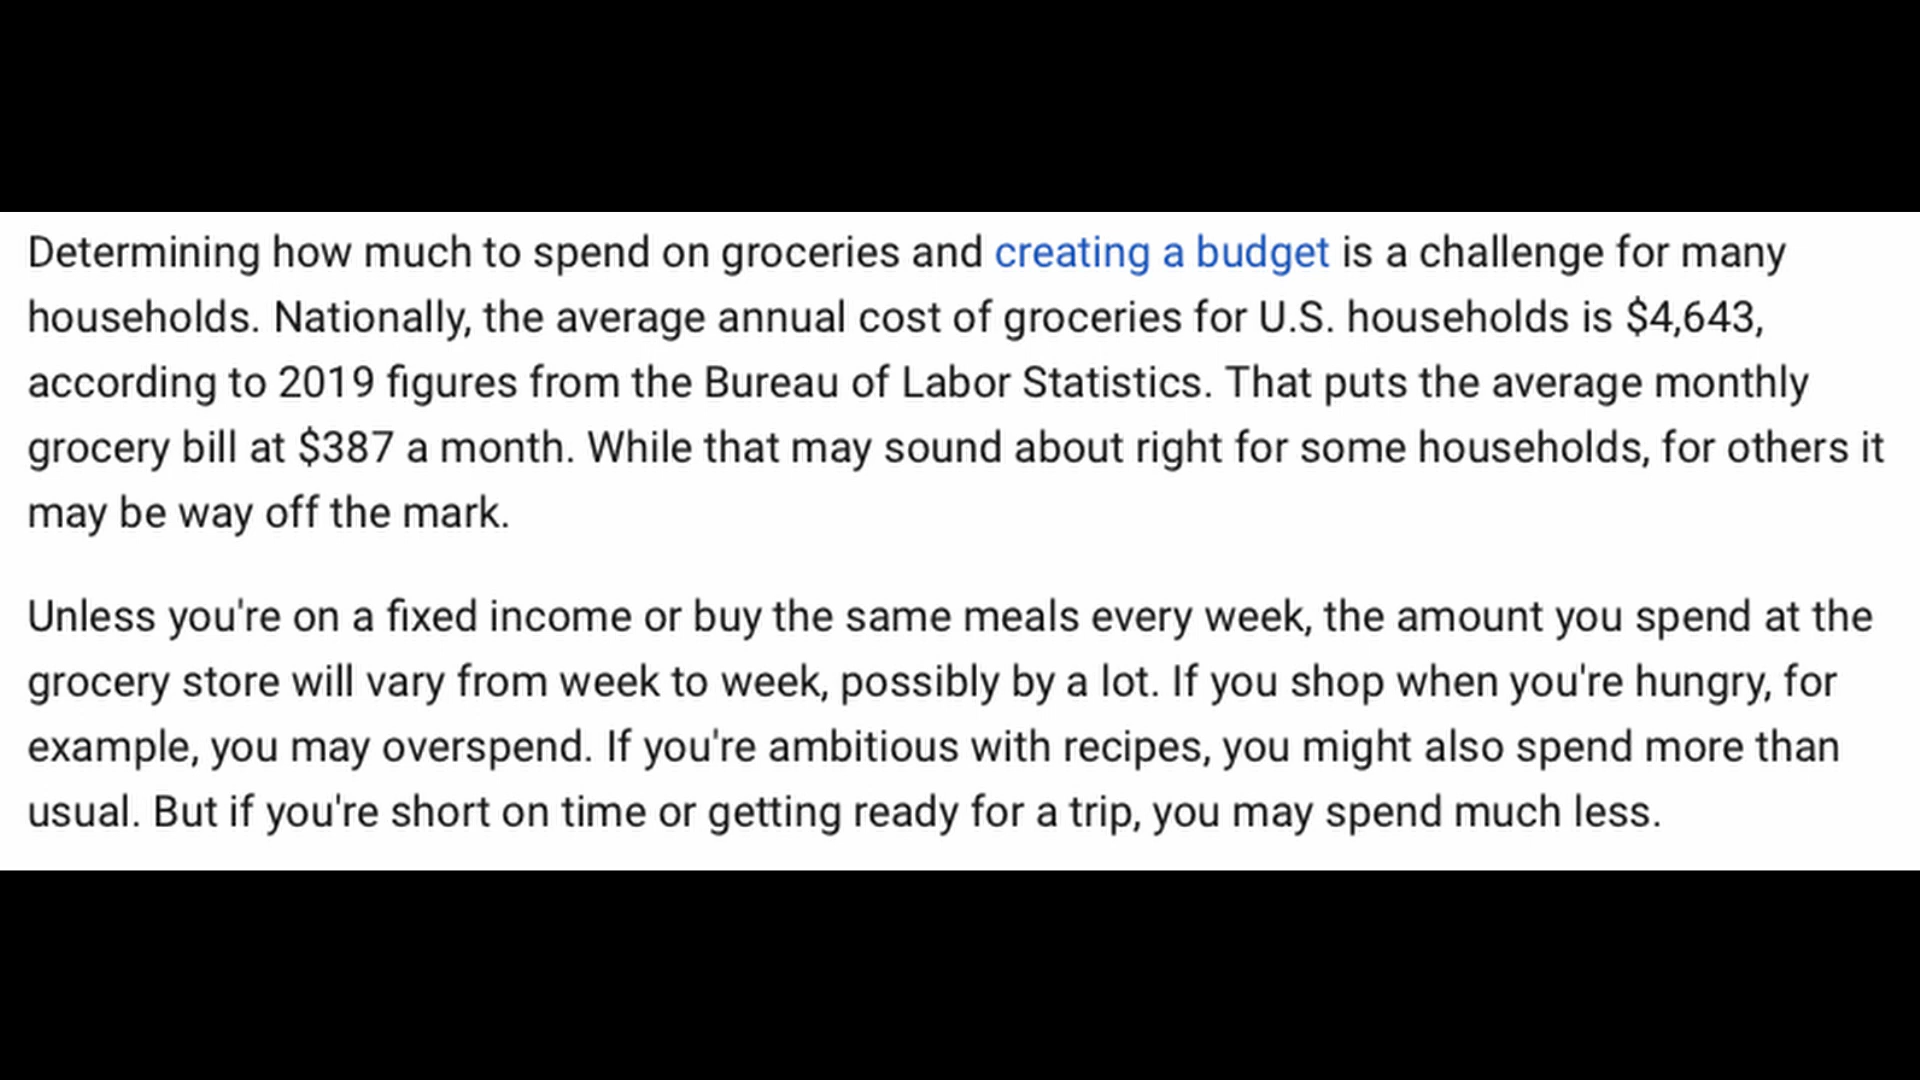 Determining how much to spend on groceries and creating a budget is a challenge for many
households. Nationally, the average annual cost of groceries for U.S. households is $4,643,
according to 2019 figures from the Bureau of Labor Statistics. That puts the average monthly
grocery bill at $387 a month. While that may sound about right for some households, for others it
may be way off the mark.
Unless you're on a fixed income or buy the same meals every week, the amount you spend at the
grocery store will vary from week to week, possibly by a lot. If you shop when you're hungry, for
example, you may overspend. If you're ambitious with recipes, you might also spend more than
usual. But if you're short on time or getting ready for a trip, you may spend much less.